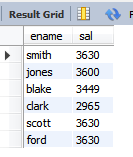 Result Grid
F
ename sal
smith 3630
jones 3600
blake 3449
clark 2965
scott 3630
ford 3630